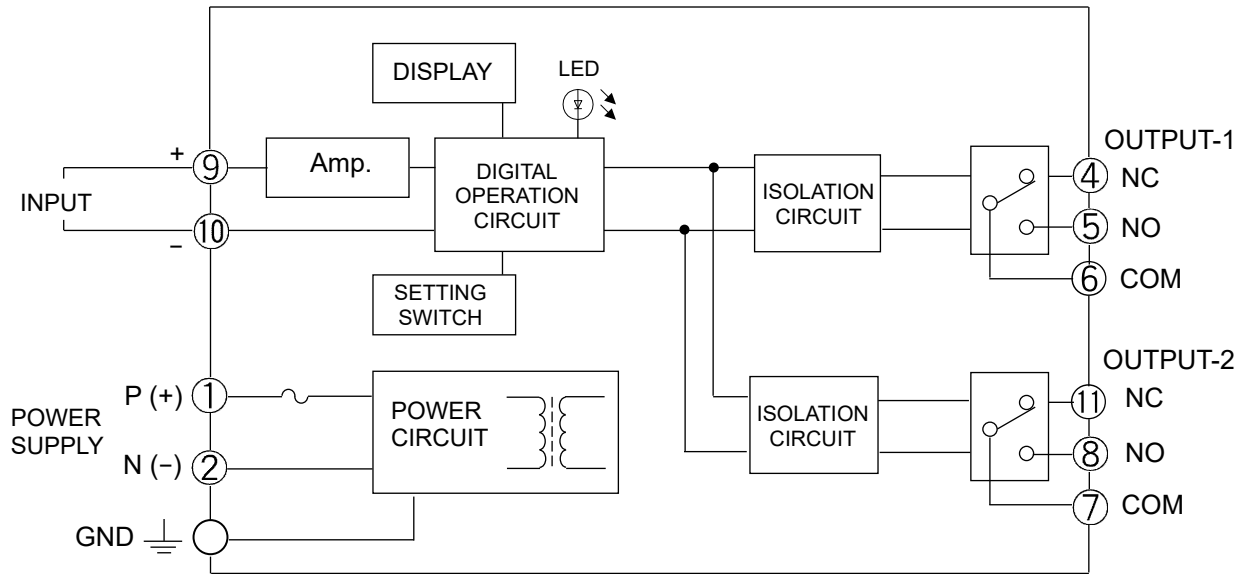 DISPLAY
LED
OUTPUT-1
+
9
Amp.
DIGITAL
OPERATION
CIRCUIT
ISOLATION
CIRCUIT
4
NC
INPUT
10
−
5
NO
SETTING
SWITCH
6
COM
OUTPUT-2
P (+)
1
POWER
SUPPLY
POWER
CIRCUIT
ISOLATION
CIRCUIT
11
NC
N (−)
2
8
NO
7
COM
GND